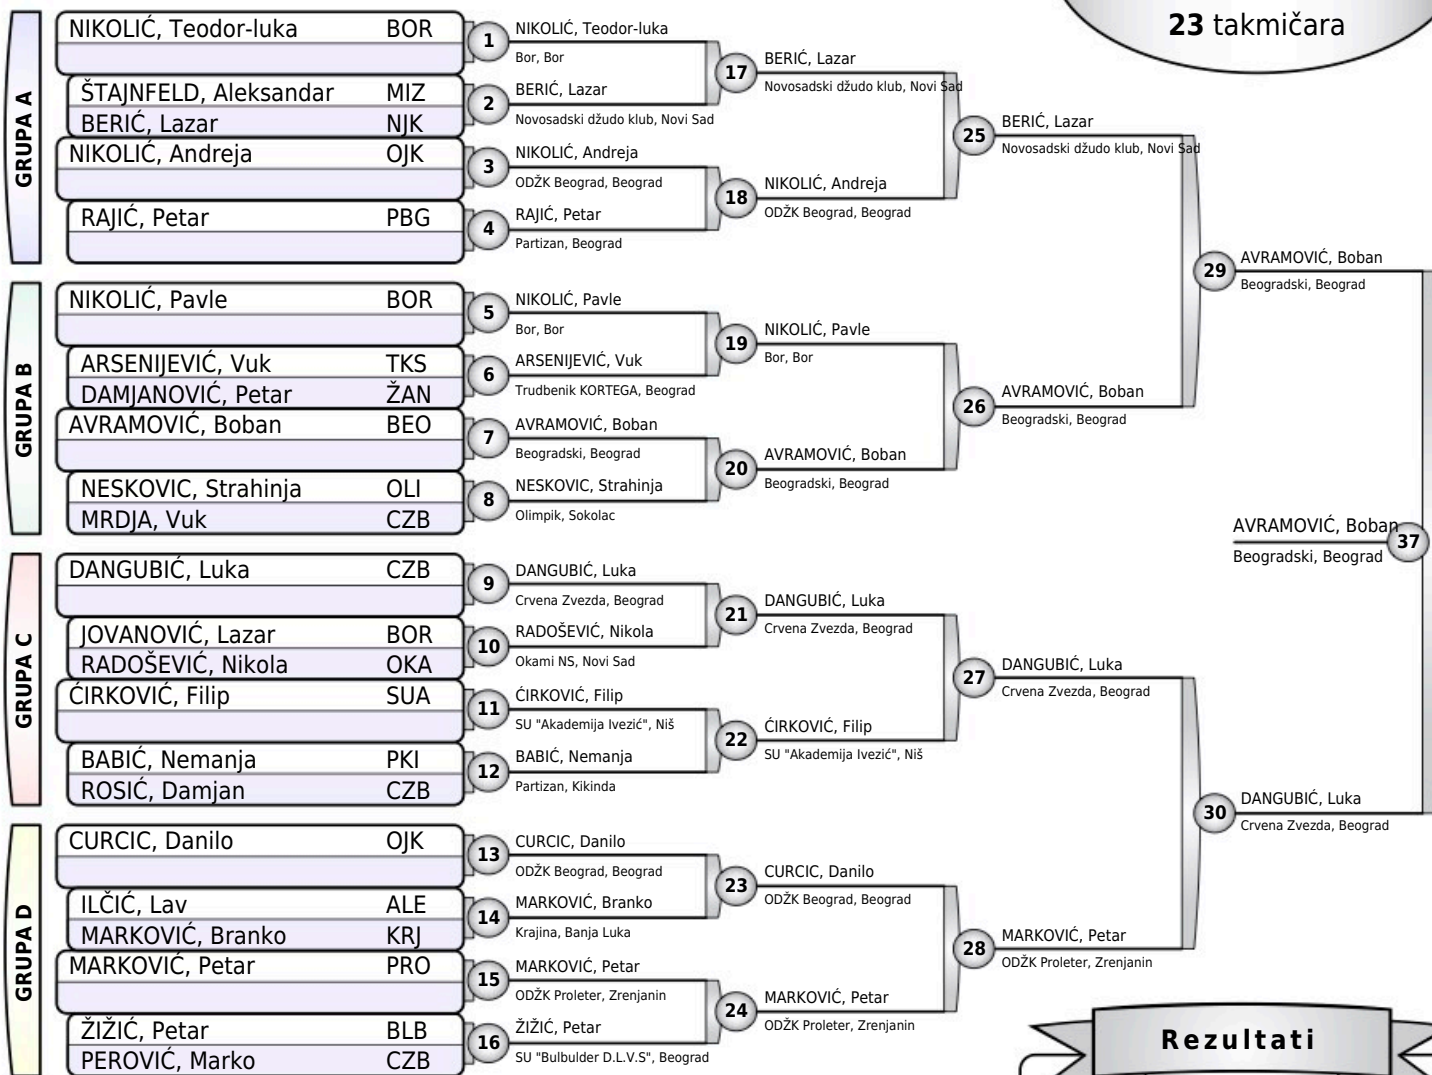 23 takmičara
GRUPA A
NIKOLIĆ, Teodor-luka BOR
ŠTAJNFELD, Aleksandar MIZ
BERIĆ, Lazar NJK
NIKOLIĆ, Andreja OJK
RAJIĆ, Petar PBG
GRUPA B
NIKOLIĆ, Pavle BOR
ARSENIJEVIĆ, Vuk TKS
DAMJANOVIĆ, Petar ŽAN
AVRAMOVIĆ, Boban BEO
NESKOVIC, Strahinja OLI
MRDJA, Vuk CZB
GRUPA C
DANGUBIĆ, Luka CZB
JOVANOVIĆ, Lazar BOR
RADOŠEVIĆ, Nikola OKA
ĆIRKOVIĆ, Filip SUA
BABIĆ, Nemanja PKI
ROSIĆ, Damjan CZB
GRUPA D
CURCIC, Danilo OJK
ILČIĆ, Lav ALE
MARKOVIĆ, Branko KRJ
MARKOVIĆ, Petar PRO
ŽIŽIĆ, Petar BLB
PEROVIĆ, Marko CZB
1 NIKOLIĆ, Teodor-luka
Bor, Bor
2 BERIĆ, Lazar
Novosadski džudo klub, Novi Sad
3 NIKOLIĆ, Andreja
ODŽK Beograd, Beograd
4 RAJIĆ, Petar
Partizan, Beograd
5 NIKOLIĆ, Pavle
Bor, Bor
6 ARSENIJEVIĆ, Vuk
Trudbenik KORTEGA, Beograd
7 AVRAMOVIĆ, Boban
Beogradski, Beograd
8 NESKOVIC, Strahinja
Olimpik, Sokolac
9 DANGUBIĆ, Luka
Crvena Zvezda, Beograd
10 RADOŠEVIĆ, Nikola
Okami NS, Novi Sad
11 ĆIRKOVIĆ, Filip
SU "Akademija Ivezić", Niš
12 BABIĆ, Nemanja
Partizan, Kikinda
13 CURCIC, Danilo
ODŽK Beograd, Beograd
14 MARKOVIĆ, Branko
Krajina, Banja Luka
15 MARKOVIĆ, Petar
ODŽK Proleter, Zrenjanin
16 ŽIŽIĆ, Petar
SU "Bulbulder D.L.V.S", Beograd
17 BERIĆ, Lazar
Novosadski džudo klub, Novi Sad
18 NIKOLIĆ, Andreja
ODŽK Beograd, Beograd
19 NIKOLIĆ, Pavle
Bor, Bor
20 AVRAMOVIĆ, Boban
Beogradski, Beograd
21 DANGUBIĆ, Luka
Crvena Zvezda, Beograd
22 ĆIRKOVIĆ, Filip
SU "Akademija Ivezić", Niš
23 CURCIC, Danilo
ODŽK Beograd, Beograd
24 MARKOVIĆ, Petar
ODŽK Proleter, Zrenjanin
25 BERIĆ, Lazar
Novosadski džudo klub, Novi Sad
26 AVRAMOVIĆ, Boban
Beogradski, Beograd
27 DANGUBIĆ, Luka
Crvena Zvezda, Beograd
28 MARKOVIĆ, Petar
ODŽK Proleter, Zrenjanin
29 AVRAMOVIĆ, Boban
Beogradski, Beograd
30 DANGUBIĆ, Luka
Crvena Zvezda, Beograd
AVRAMOVIĆ, Boban 37
Beogradski, Beograd
Rezultati